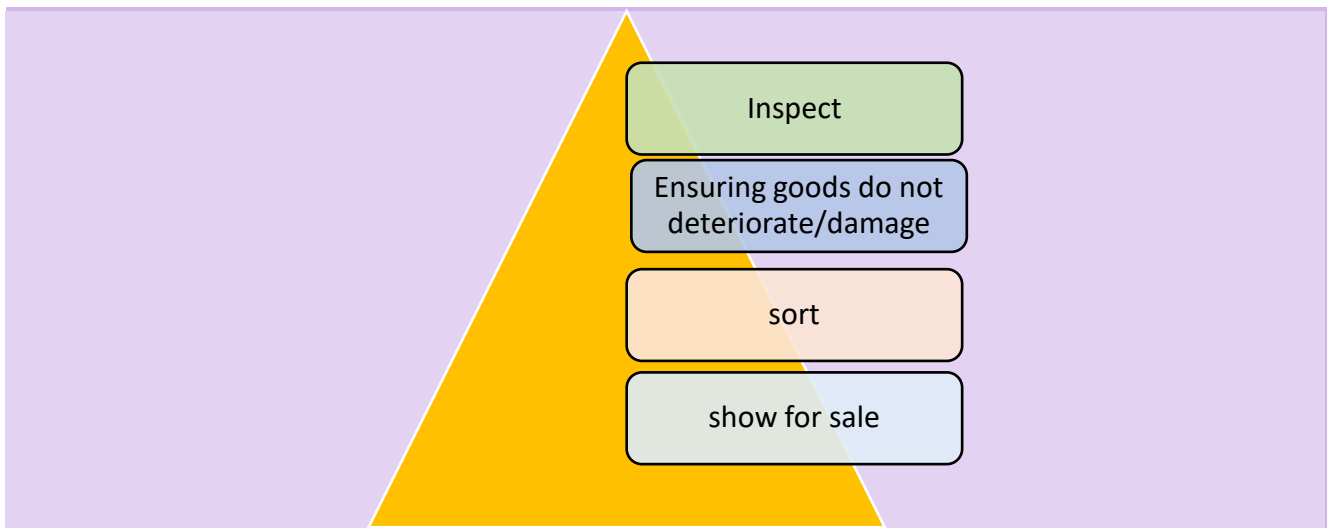 Inspect
Ensuring goods do not
deteriorate/damage
sort
show for sale